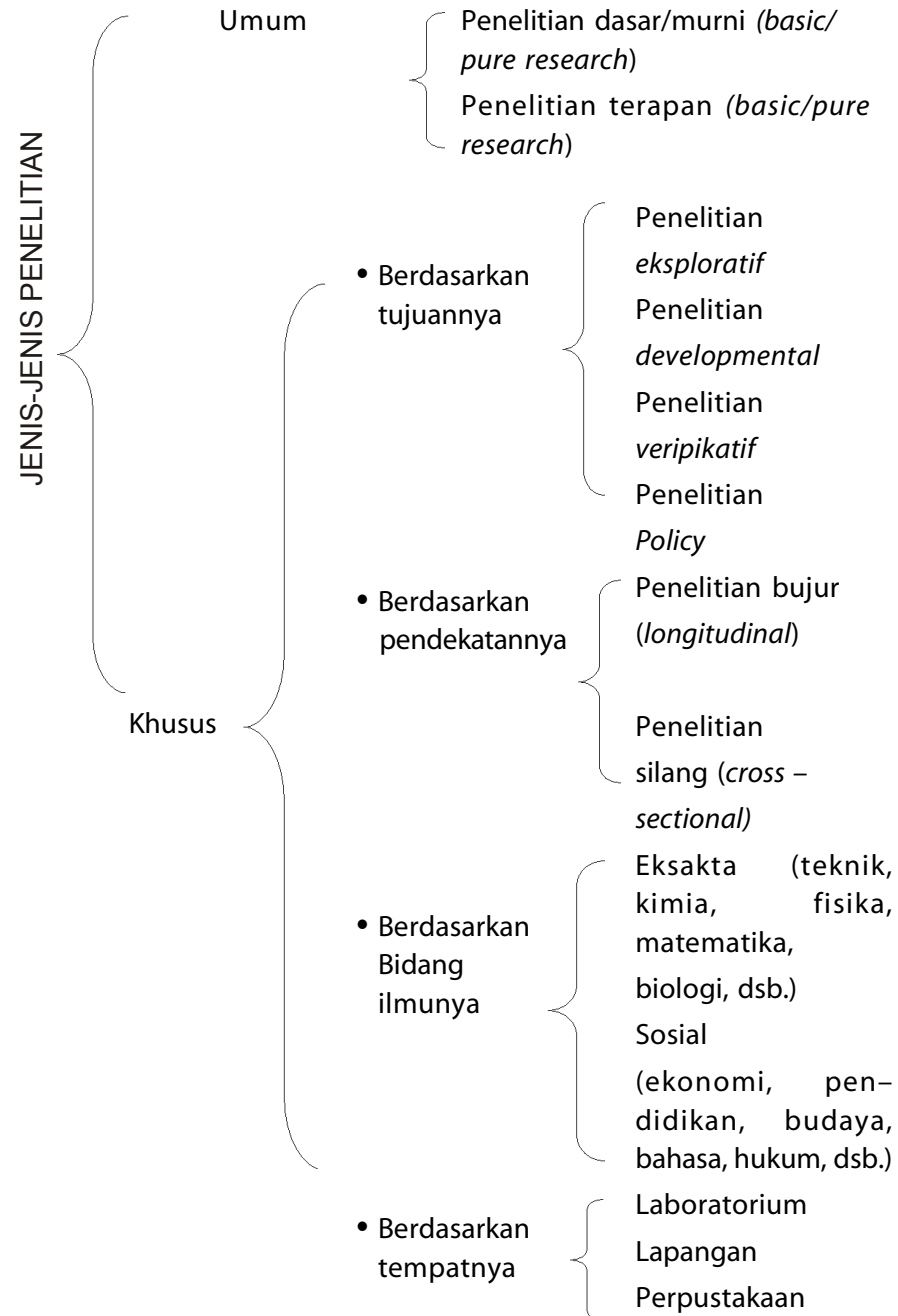 JENIS-JENIS PENELITIAN
Umum
Penelitian dasar/murni (basic/
pure research)
Penelitian terapan (basic/pure
research)
Khusus
• Berdasarkan
tujuannya
Penelitian
eksploratif
Penelitian
developmental
Penelitian
veripikatif
Penelitian
Policy
• Berdasarkan
pendekatannya
Penelitian bujur
(longitudinal)
Penelitian
silang (cross –
sectional)
• Berdasarkan
Bidang
ilmunya
Eksakta (teknik,
kimia, fisika,
matematika,
biologi, dsb.)
Sosial
(ekonomi, pen–
didikan, budaya,
bahasa, hukum, dsb.)
• Berdasarkan
tempatnya
Laboratorium
Lapangan
Perpustakaan